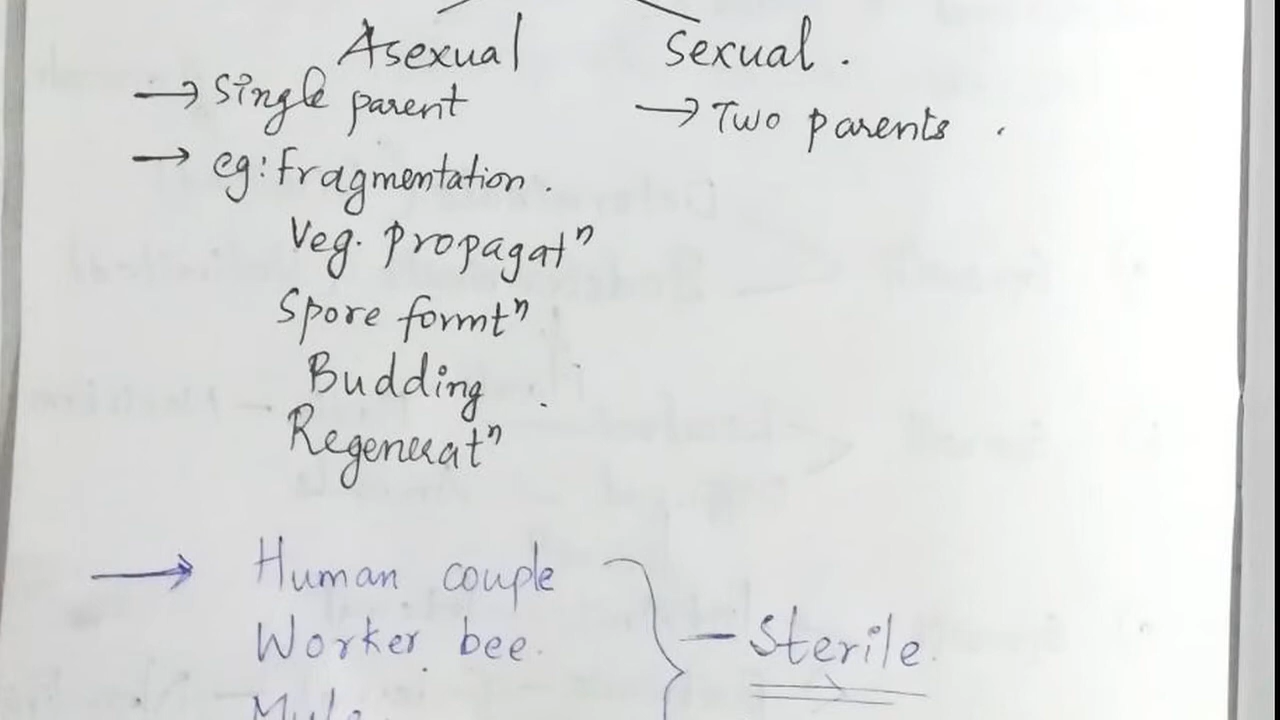 Asexual Sexual.
→ Single parent → Two parents.
→ eg: Fragmentation.
Veg. Propagatⁿ
Spore formtⁿ
Budding.
Regeneratⁿ
→ Human couple
Worker bee.
Mule
} – Sterile.